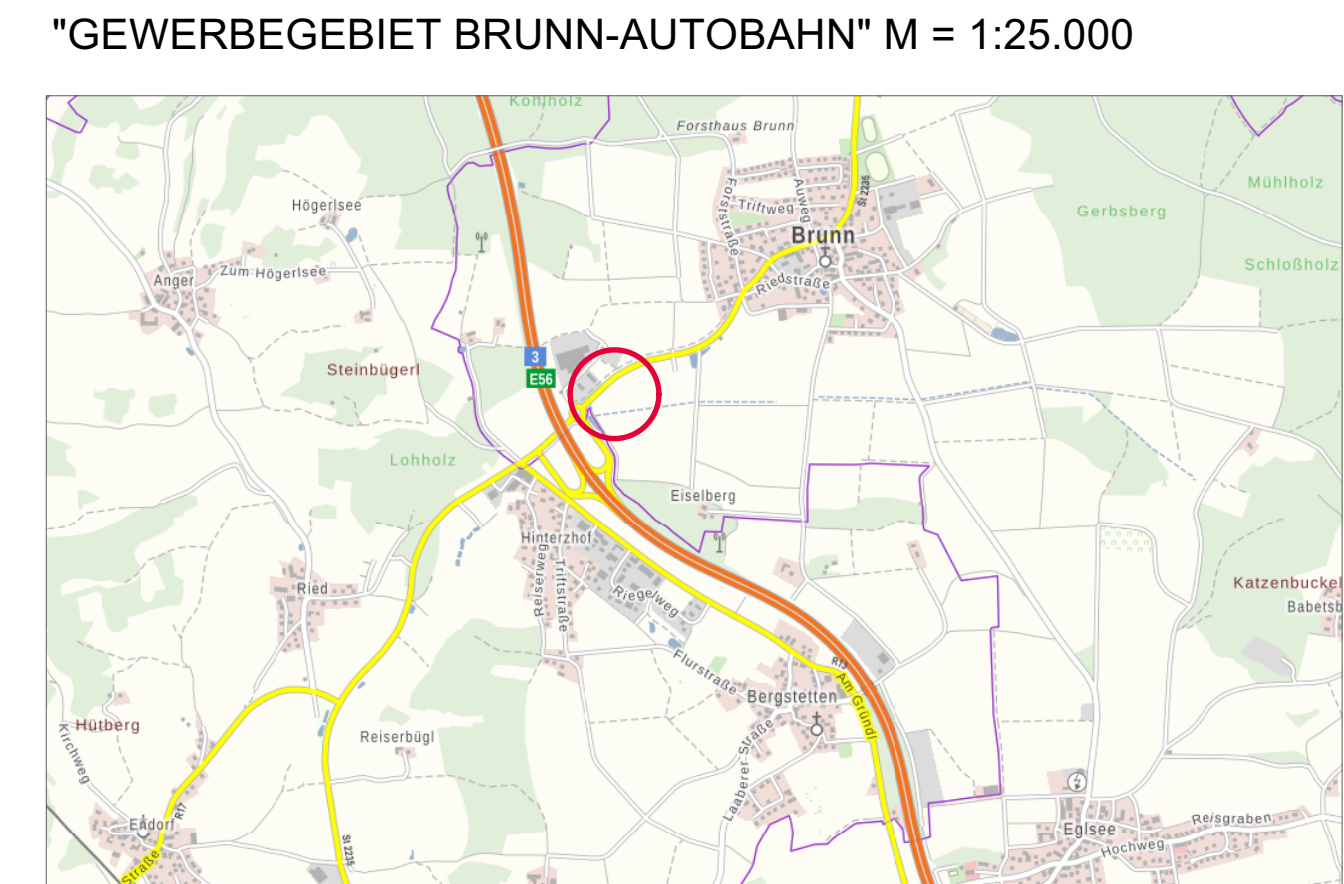 "GEWERBEGEBIET BRUNN-AUTOBAHN" M = 1:25.000
Kohlholz
Forsthaus Brunn
Mühlholz
Högerlsee
Forststraße
Triftweg
Auweg
St 2235
Gerbsberg
Brunn
Schloßholz
Anger
Zum Högerlsee
Riedstraße
3
E56
Steinbügerl
Lohholz
Eiselberg
Hinterzhof
Reiserweg
Triftstraße
Riegelweg
Ried
Katzenbuckel
Babetsb
Flurstraße
R13
Am Gründl
Bergstetten
Hütberg
Kirchweg
Reiserbügl
Laaberer Straße
R17
Endorf
St 2235
Straße
Eglsee
Reisgraben
Hochweg